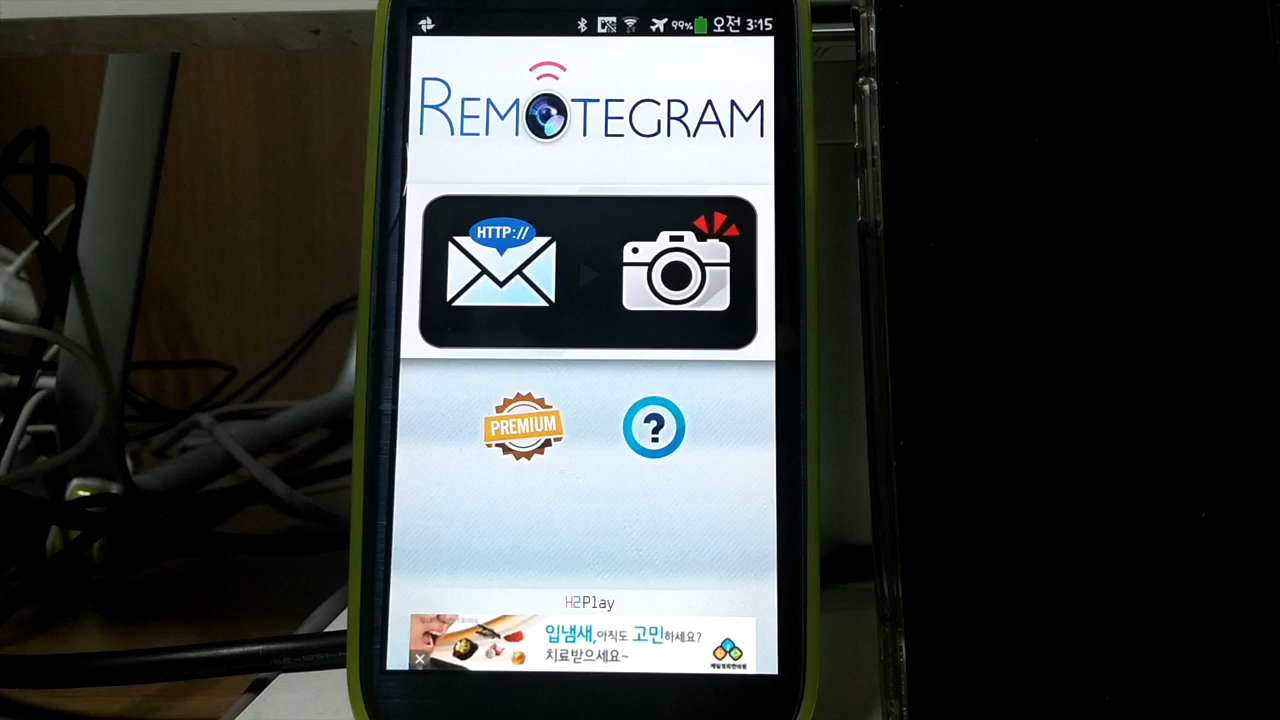 99% 오전 3:15
REMOTEGRAM
HTTP://
PREMIUM
?
H2Play
입냄새,아직도 고민하세요?
치료받으세요~